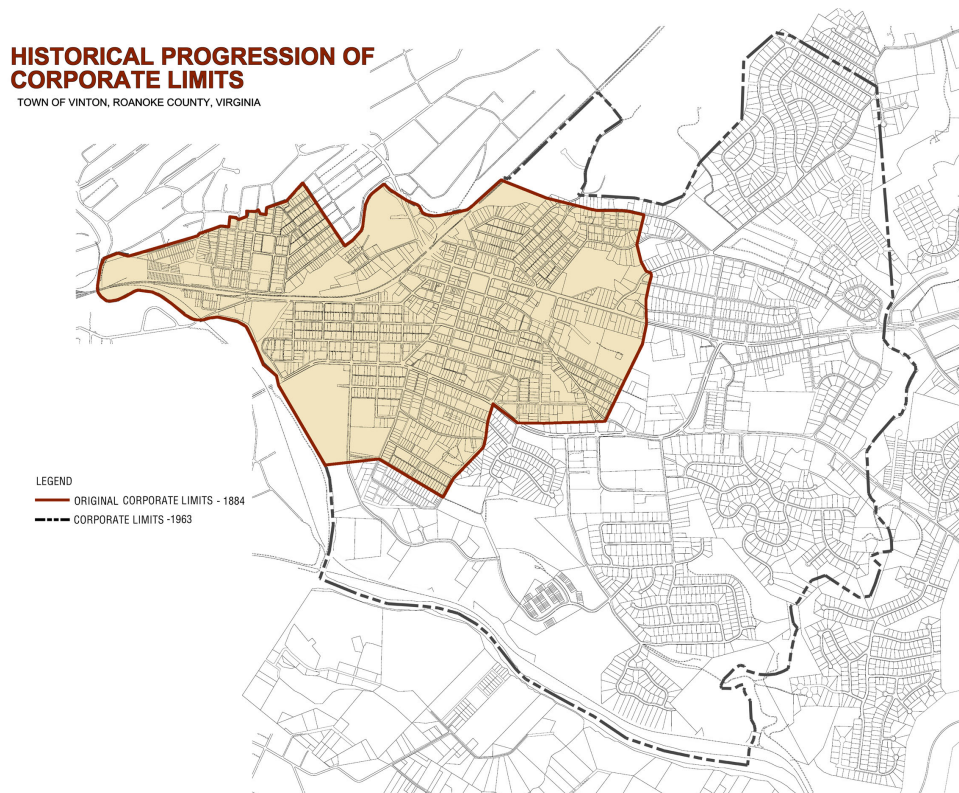 HISTORICAL PROGRESSION OF
CORPORATE LIMITS
TOWN OF VINTON, ROANOKE COUNTY, VIRGINIA
LEGEND
ORIGINAL CORPORATE LIMITS - 1884
CORPORATE LIMITS -1963